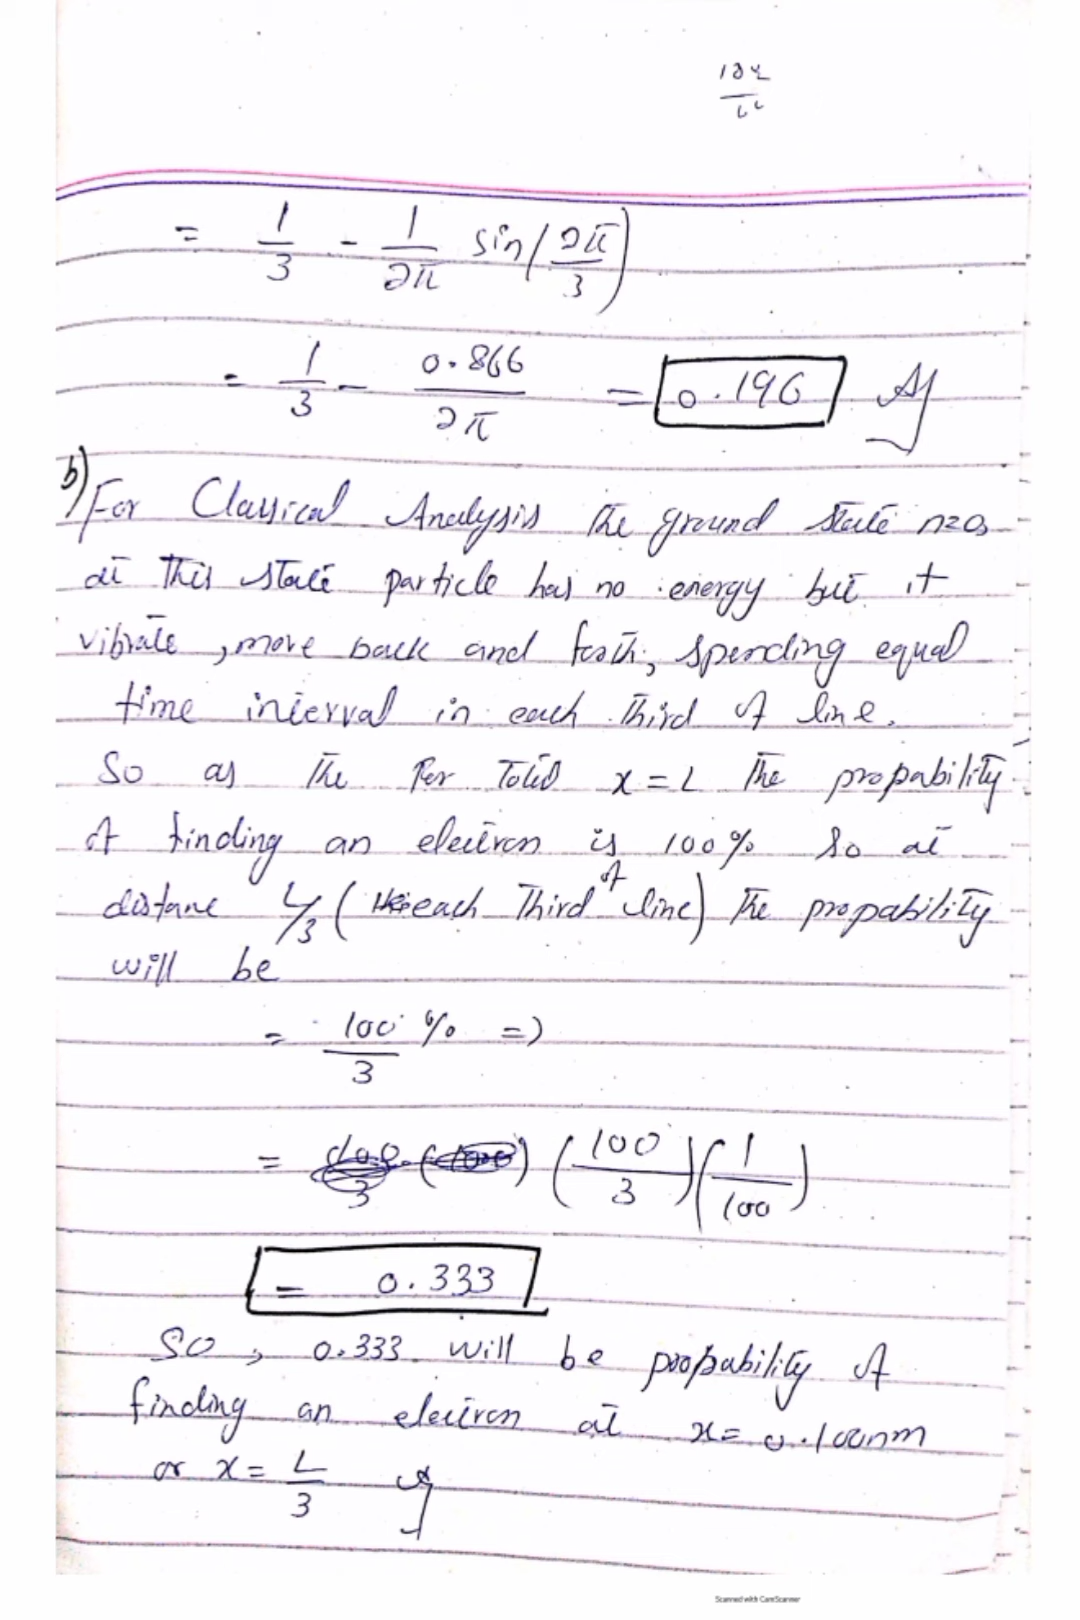 = 1/3 - 1/2π sin(2π/3)
= 1/3 - 0.866/2π = 0.196
b) For Classical Analysis the ground state n=0,
at this state particle has no energy but it
vibrate, move back and forth, spending equal
time interval in each third of line.
So as the For Total x = L the propability
of finding an electron is 100% So at
distane L/3 (each Third of line) The propability
will be
= 100/3 % =>
= (100/3)(1/100)
= 0.333
So, 0.333 will be propability of
finding an electron at x = 0.100nm
or x = L/3
Scanned with CamScanner